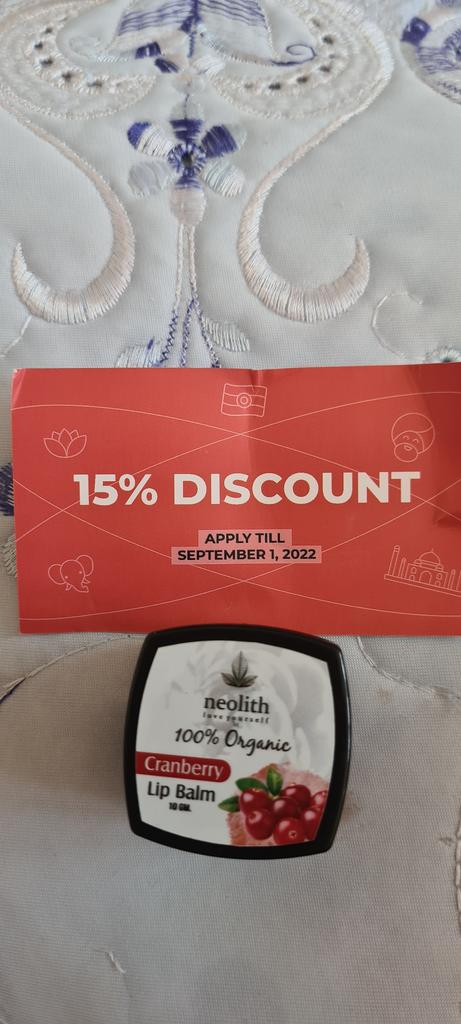 15% DISCOUNT
APPLY TILL
SEPTEMBER 1, 2022
neolith
love yourself
100% Organic
Cranberry
Lip Balm
10 GM.